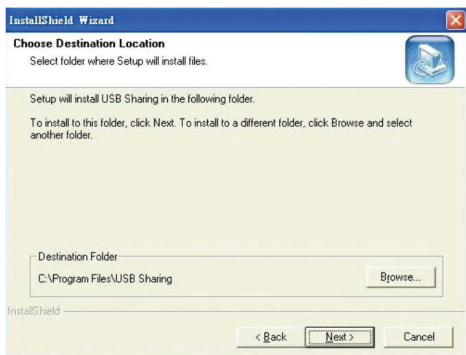 InstallShield Wizard
Choose Destination Location
Select folder where Setup will install files.
Setup will install USB Sharing in the following folder.
To install to this folder, click Next. To install to a different folder, click Browse and select
another folder.
Destination Folder
C:\Program Files\USB Sharing
Browse...
InstallShield
< Back
Next >
Cancel